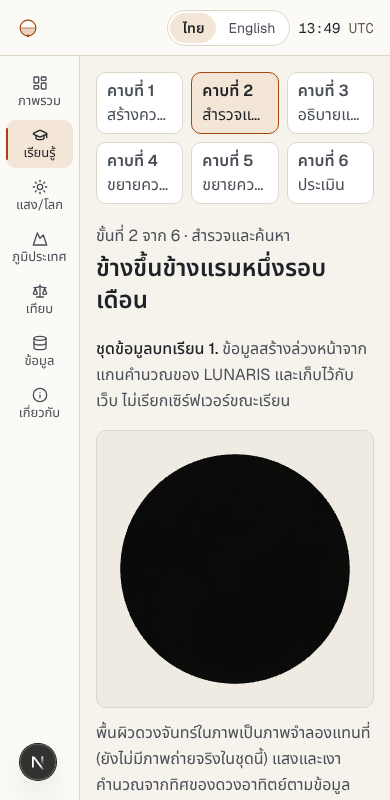 ไทย English 13:49 UTC
ภาพรวม
เรียนรู้
แสง/โลก
ภูมิประเทศ
เทียบ
ข้อมูล
เกี่ยวกับ
คาบที่ 1
สร้างคว…
คาบที่ 2
สำรวจแ…
คาบที่ 3
อธิบายแ…
คาบที่ 4
ขยายคว…
คาบที่ 5
ขยายคว…
คาบที่ 6
ประเมิน
ขั้นที่ 2 จาก 6 · สำรวจและค้นหา
ข้างขึ้นข้างแรมหนึ่งรอบ
เดือน
ชุดข้อมูลบทเรียน 1. ข้อมูลสร้างล่วงหน้าจาก
แกนคำนวณของ LUNARIS และเก็บไว้กับ
เว็บ ไม่เรียกเซิร์ฟเวอร์ขณะเรียน
พื้นผิวดวงจันทร์ในภาพเป็นภาพจำลองแทนที่
(ยังไม่มีภาพถ่ายจริงในชุดนี้) แสงและเงา
คำนวณจากทิศของดวงอาทิตย์ตามข้อมูล
N